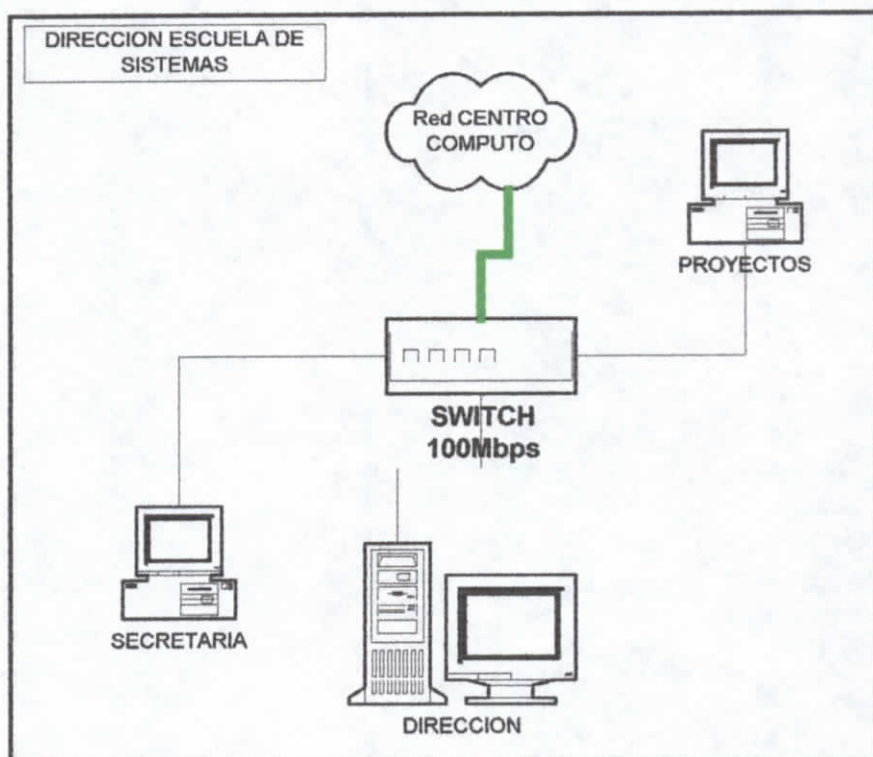 DIRECCION ESCUELA DE
SISTEMAS
Red CENTRO
COMPUTO
PROYECTOS
SWITCH
100Mbps
SECRETARIA
DIRECCION